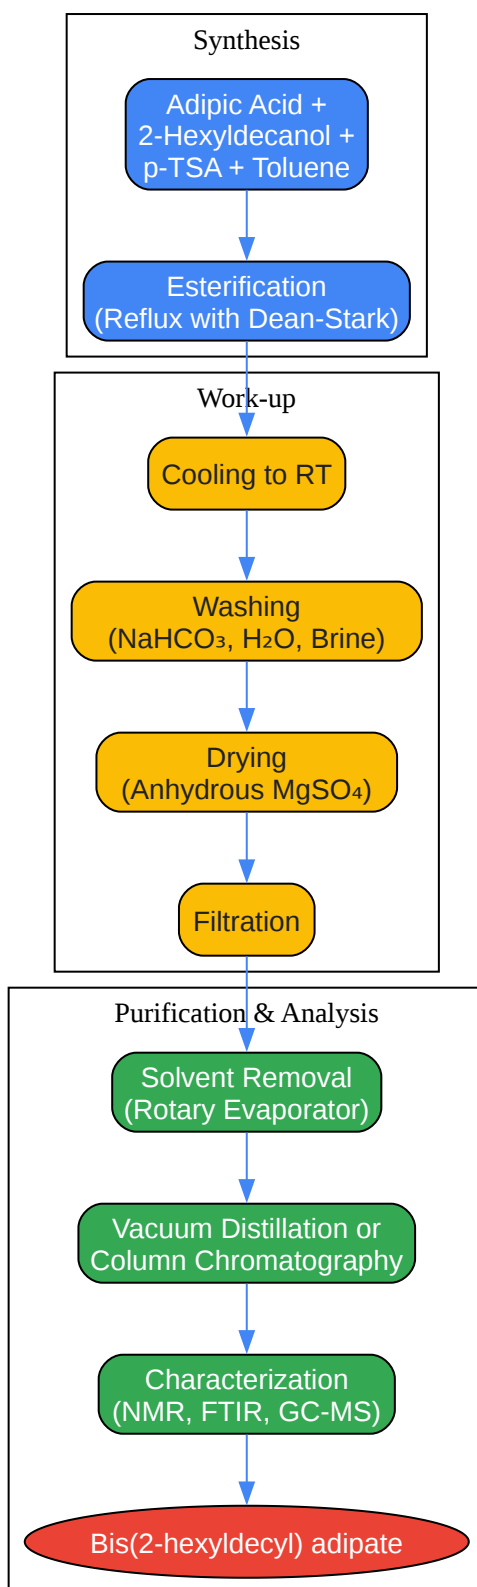 Synthesis
Adipic Acid +
2-Hexyldecanol +
p-TSA + Toluene
Esterification
(Reflux with Dean-Stark)
Work-up
Cooling to RT
Washing
(NaHCO₃, H₂O, Brine)
Drying
(Anhydrous MgSO₄)
Filtration
Purification & Analysis
Solvent Removal
(Rotary Evaporator)
Vacuum Distillation or
Column Chromatography
Characterization
(NMR, FTIR, GC-MS)
Bis(2-hexyldecyl) adipate